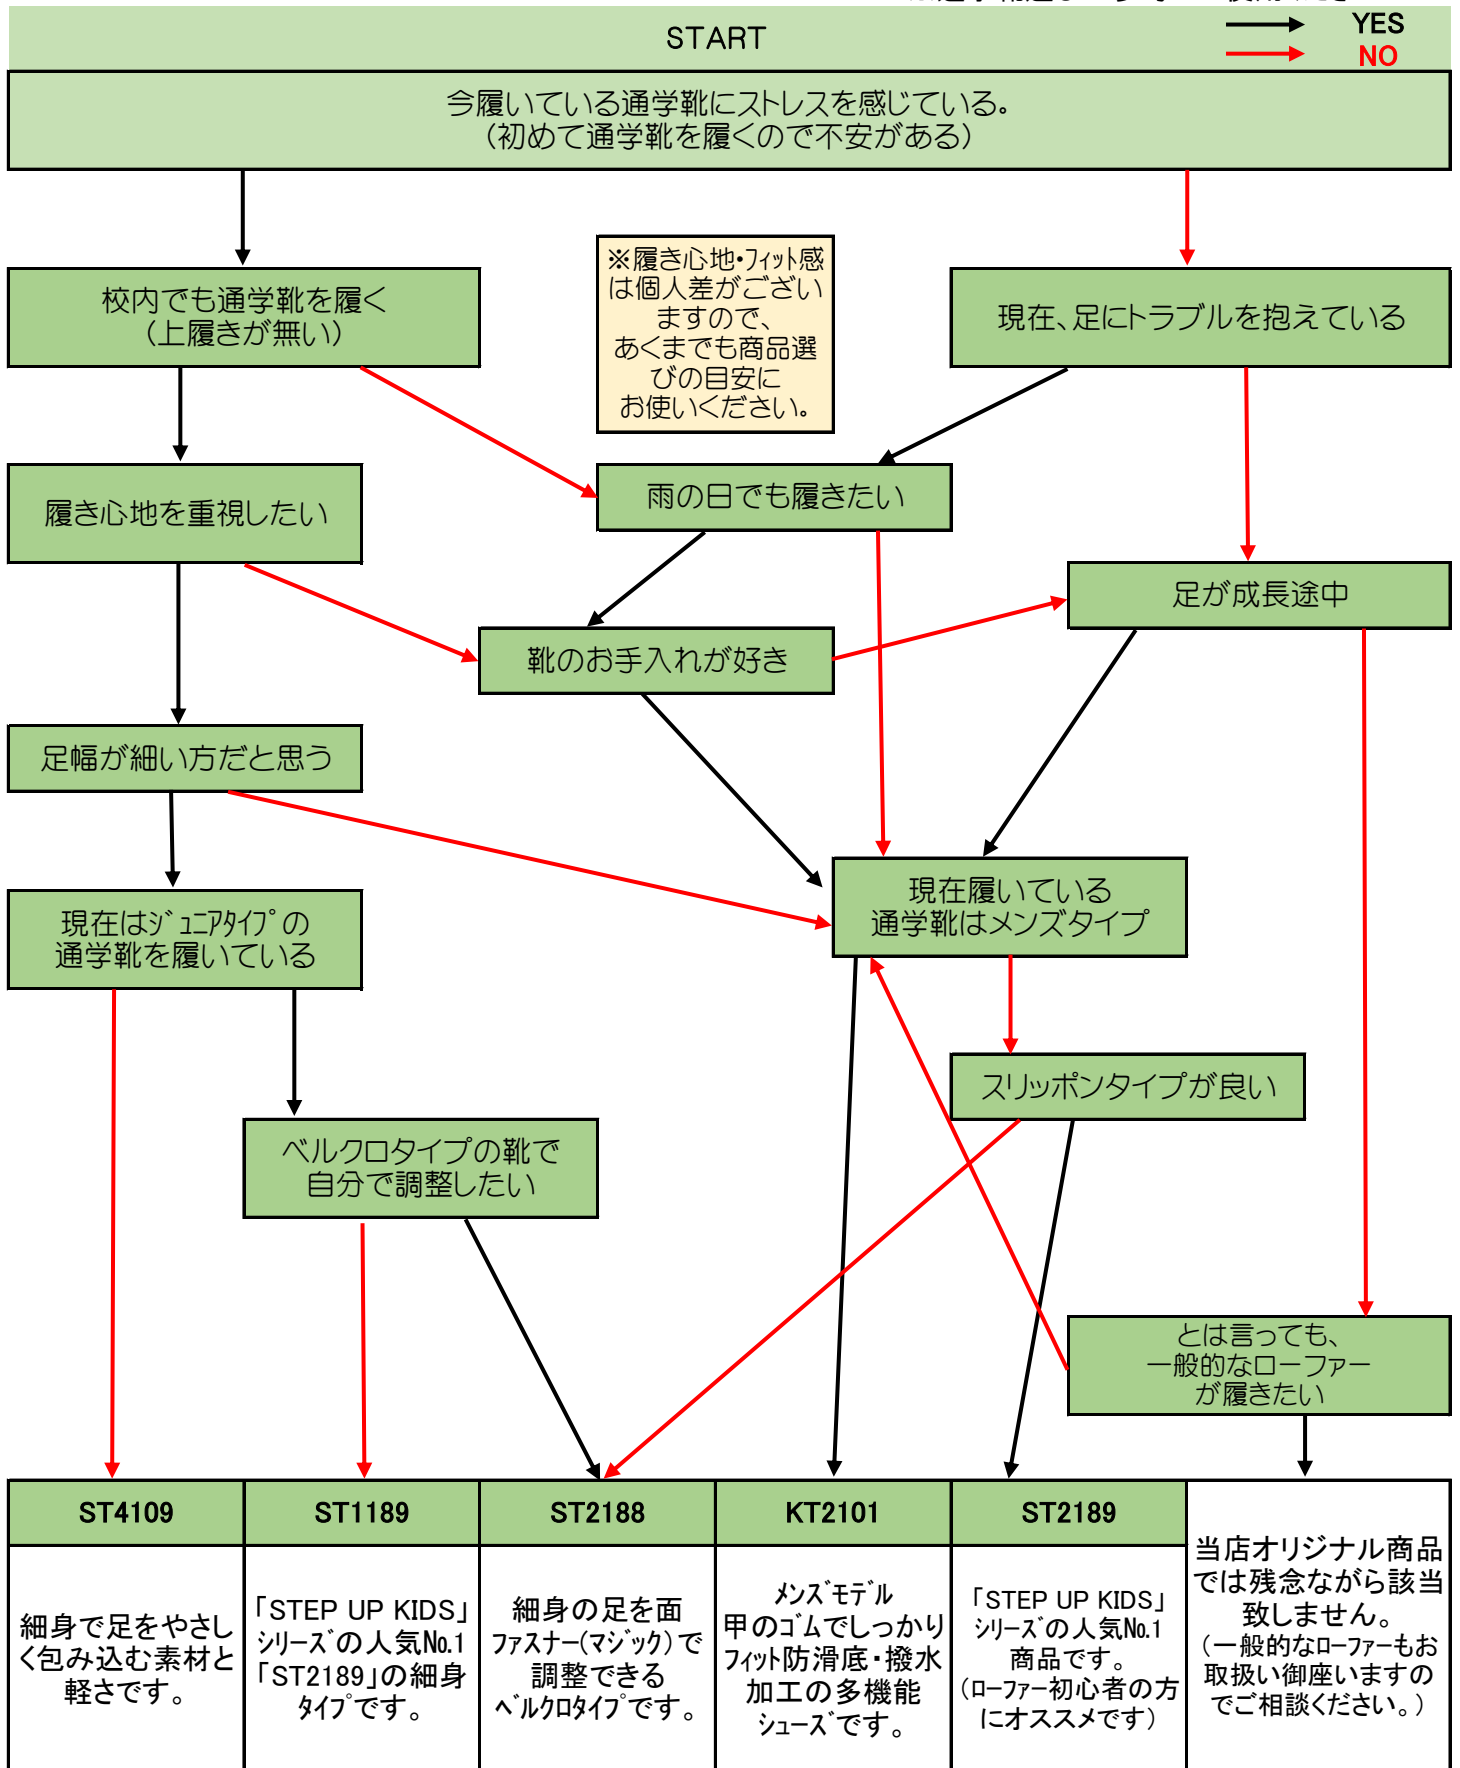 START
YES
NO
今履いている通学靴にストレスを感じている。
(初めて通学靴を履くので不安がある)
校内でも通学靴を履く
(上履きが無い)
※履き心地・フィット感
は個人差がござい
ますので、
あくまでも商品選
びの目安に
お使いください。
現在、足にトラブルを抱えている
履き心地を重視したい
雨の日でも履きたい
足が成長途中
靴のお手入れが好き
足幅が細い方だと思う
現在はジュニアタイプの
通学靴を履いている
現在履いている
通学靴はメンズタイプ
スリッポンタイプが良い
ベルクロタイプの靴で
自分で調整したい
とは言っても、
一般的なローファー
が履きたい
ST4109
細身で足をやさし
く包み込む素材と
軽さです。
ST1189
「STEP UP KIDS」
シリーズの人気№1
「ST2189」の細身
タイプです。
ST2188
細身の足を面
ファスナー(マジック)で
調整できる
ベルクロタイプです。
KT2101
メンズモデル
甲のゴムでしっかり
フィット防滑底・撥水
加工の多機能
シューズです。
ST2189
「STEP UP KIDS」
シリーズの人気№1
商品です。
(ローファー初心者の方
にオススメです)
当店オリジナル商品
では残念ながら該当
致しません。
(一般的なローファーもお
取扱い御座いますの
でご相談ください。)